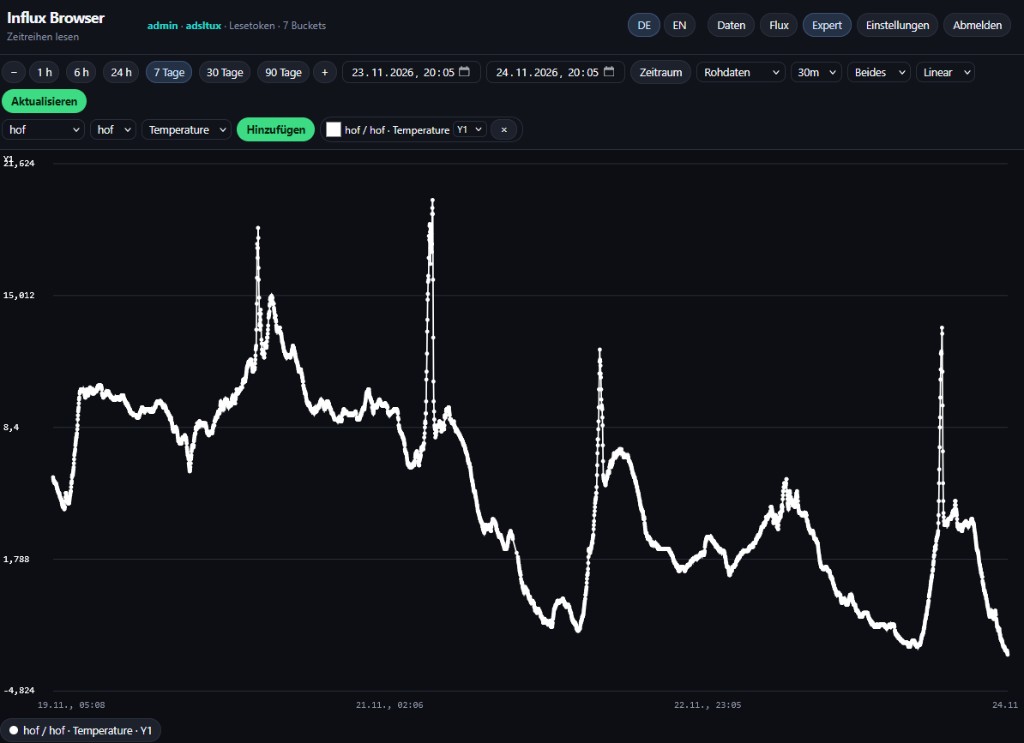 Influx Browser
Zeitreihen lesen
admin · adsltux · Lesetoken · 7 Buckets
DE EN Daten Flux Expert Einstellungen Abmelden
− 1 h 6 h 24 h 7 Tage 30 Tage 90 Tage + 23.11.2026, 20:05 24.11.2026, 20:05 Zeitraum Rohdaten 30m Beides Linear
Aktualisieren
hof hof Temperature Hinzufügen hof / hof · Temperature Y1 ×
Y1
21,624
15,012
8,4
1,788
-4,824
19.11., 05:08 21.11., 02:06 22.11., 23:05 24.11
hof / hof · Temperature · Y1